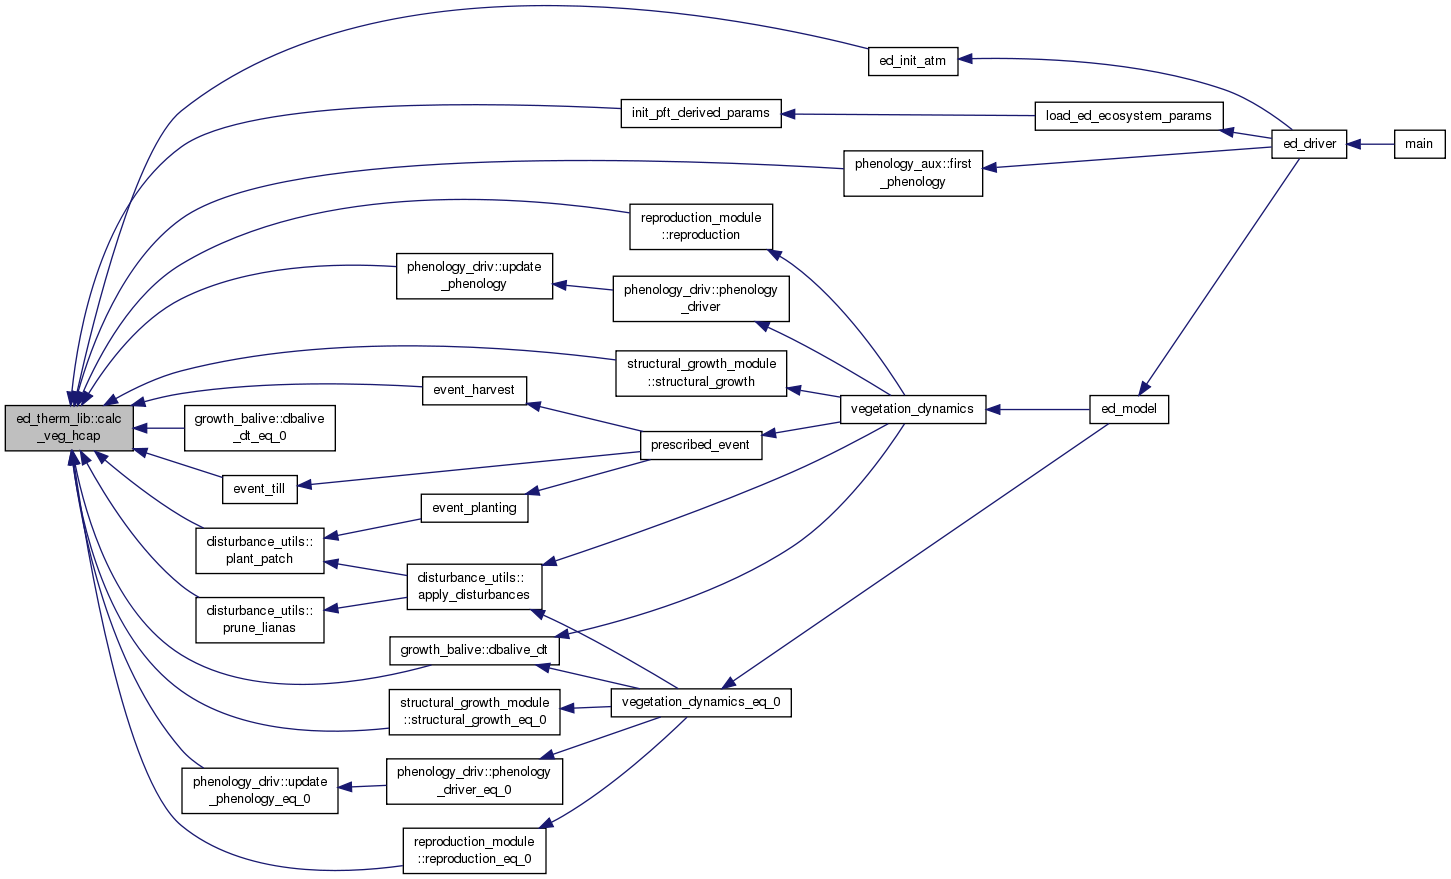 ed_init_atm
init_pft_derived_params
load_ed_ecosystem_params
ed_driver
main
phenology_aux::first
_phenology
reproduction_module
::reproduction
phenology_driv::update
_phenology
phenology_driv::phenology
_driver
structural_growth_module
::structural_growth
event_harvest
vegetation_dynamics
ed_model
ed_therm_lib::calc
_veg_hcap
growth_balive::dbalive
_dt_eq_0
prescribed_event
event_till
event_planting
disturbance_utils::
plant_patch
disturbance_utils::
apply_disturbances
disturbance_utils::
prune_lianas
growth_balive::dbalive_dt
structural_growth_module
::structural_growth_eq_0
vegetation_dynamics_eq_0
phenology_driv::update
_phenology_eq_0
phenology_driv::phenology
_driver_eq_0
reproduction_module
::reproduction_eq_0